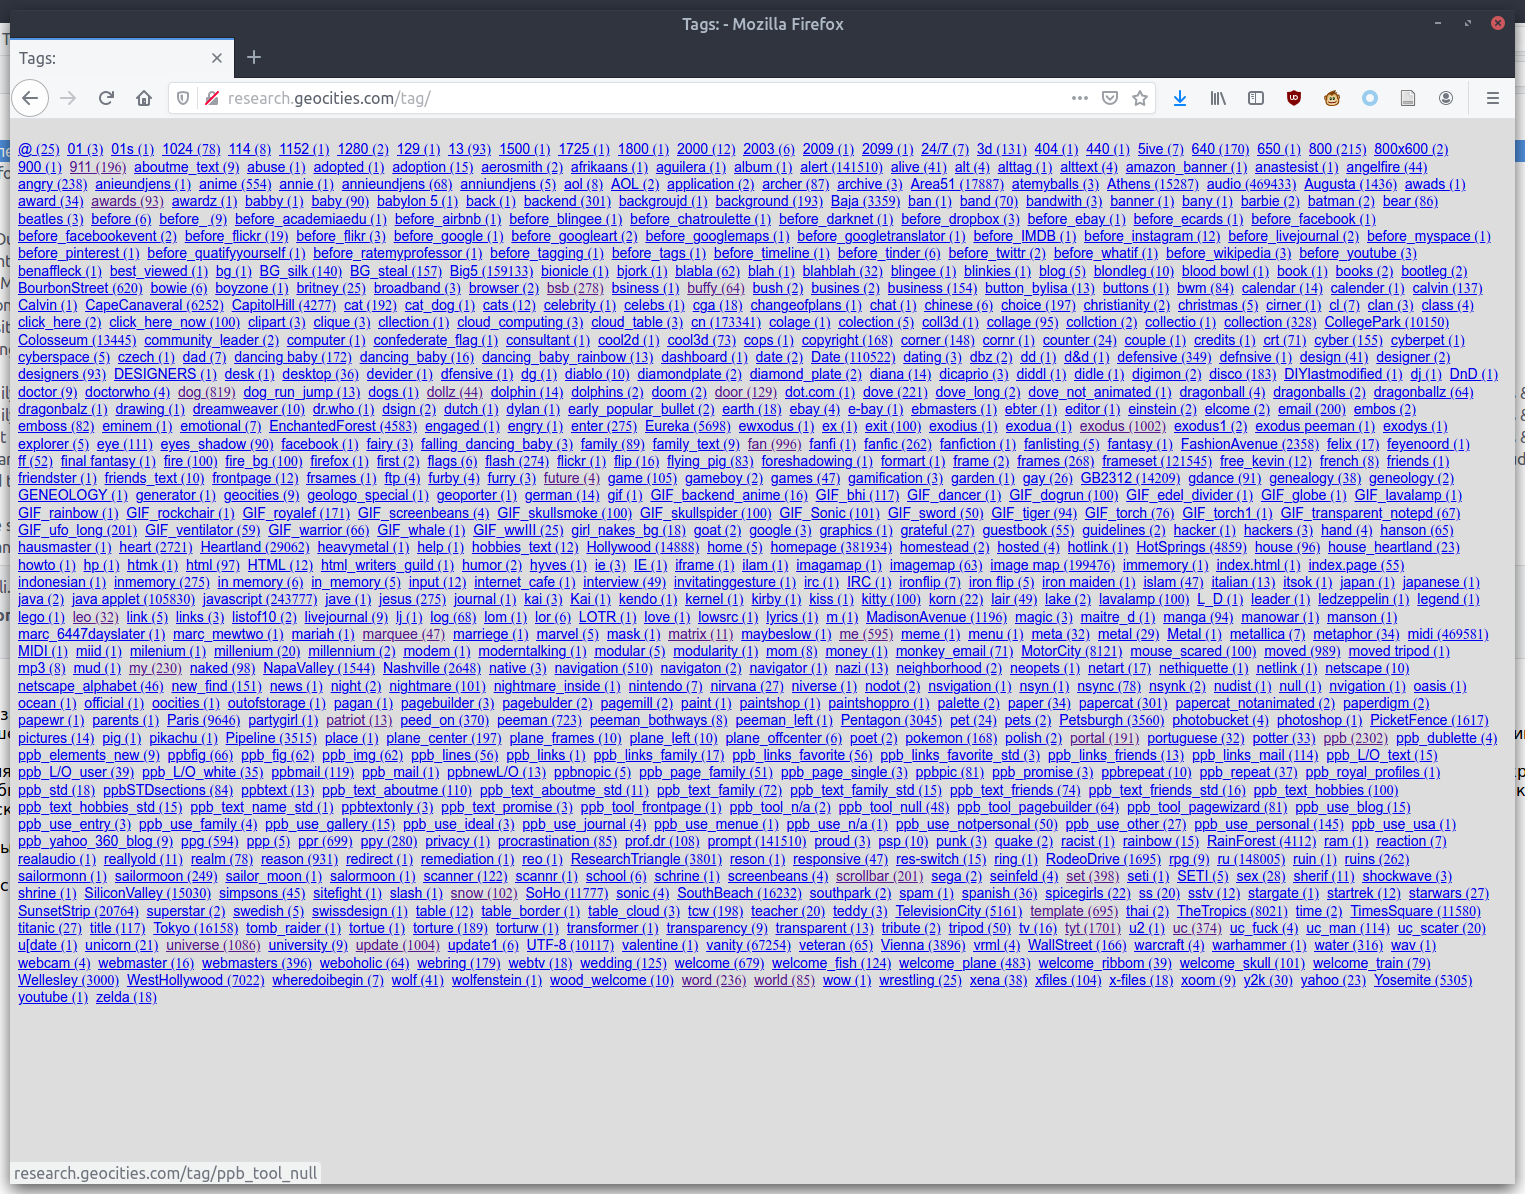 Tags: - Mozilla Firefox
Tags:
research.geocities.com/tag/
@ (25) 01 (3) 01s (1) 1024 (78) 114 (8) 1152 (1) 1280 (2) 129 (1) 13 (93) 1500 (1) 1725 (1) 1800 (1) 2000 (12) 2003 (6) 2009 (1) 2099 (1) 24/7 (7) 3d (131) 404 (1) 440 (1) 5ive (7) 640 (170) 650 (1) 800 (215) 800x600 (2)
900 (1) 911 (196) aboutme_text (9) abuse (1) adopted (1) adoption (15) aerosmith (2) afrikaans (1) aguilera (1) album (1) alert (141510) alive (41) alt (4) alttag (1) alttext (4) amazon_banner (1) anastesist (1) angelfire (44)
angry (238) anieundjens (1) anime (554) annie (1) annieundjens (68) anniundjens (5) aol (8) AOL (2) application (2) archer (87) archive (3) Area51 (17887) atemyballs (3) Athens (15287) audio (469433) Augusta (1436) awads (1)
award (34) awards (93) awardz (1) babby (1) baby (90) babylon 5 (1) back (1) backend (301) backgroujd (1) background (193) Baja (3359) ban (1) band (70) bandwith (3) banner (1) bany (1) barbie (2) batman (2) bear (86)
beatles (3) before (6) before_ (9) before_academiaedu (1) before_airbnb (1) before_blingee (1) before_chatroulette (1) before_darknet (1) before_dropbox (3) before_ebay (1) before_ecards (1) before_facebook (1)
before_facebookevent (2) before_flickr (19) before_flikr (3) before_google (1) before_googleart (2) before_googlemaps (1) before_googletranslator (1) before_IMDB (1) before_instagram (12) before_livejournal (2) before_myspace (1)
before_pinterest (1) before_quatifyyourself (1) before_ratemyprofessor (1) before_tagging (1) before_tags (1) before_timeline (1) before_tinder (6) before_twittr (2) before_whatif (1) before_wikipedia (3) before_youtube (3)
benaffleck (1) best_viewed (1) bg (1) BG_silk (140) BG_steal (157) Big5 (159133) bionicle (1) bjork (1) blabla (62) blah (1) blahblah (32) blingee (1) blinkies (1) blog (5) blondleg (10) blood bowl (1) book (1) books (2) bootleg (2)
BourbonStreet (620) bowie (6) boyzone (1) britney (25) broadband (3) browser (2) bsb (278) bsiness (1) buffy (64) bush (2) busines (2) business (154) button_bylisa (13) buttons (1) bwm (84) calendar (14) calender (1) calvin (137)
Calvin (1) CapeCanaveral (6252) CapitolHill (4277) cat (192) cat_dog (1) cats (12) celebrity (1) celebs (1) cga (18) changeofplans (1) chat (1) chinese (6) choice (197) christianity (2) christmas (5) cirner (1) cl (7) clan (3) class (4)
click_here (2) click_here_now (100) clipart (3) clique (3) cllection (1) cloud_computing (3) cloud_table (3) cn (173341) colage (1) colection (5) coll3d (1) collage (95) collction (2) collectio (1) collection (328) CollegePark (10150)
Colosseum (13445) community_leader (2) computer (1) confederate_flag (1) consultant (1) cool2d (1) cool3d (73) cops (1) copyright (168) corner (148) cornr (1) counter (24) couple (1) credits (1) crt (71) cyber (155) cyberpet (1)
cyberspace (5) czech (1) dad (7) dancing baby (172) dancing_baby (16) dancing_baby_rainbow (13) dashboard (1) date (2) Date (110522) dating (3) dbz (2) dd (1) d&d (1) defensive (349) defnsive (1) design (41) designer (2)
designers (93) DESIGNERS (1) desk (1) desktop (36) devider (1) dfensive (1) dg (1) diablo (10) diamondplate (2) diamond_plate (2) diana (14) dicaprio (3) diddl (1) didle (1) digimon (2) disco (183) DIYlastmodified (1) dj (1) DnD (1)
doctor (9) doctorwho (4) dog (819) dog_run_jump (13) dogs (1) dollz (44) dolphin (14) dolphins (2) doom (2) door (129) dot.com (1) dove (221) dove_long (2) dove_not_animated (1) dragonball (4) dragonballs (2) dragonballz (64)
dragonbalz (1) drawing (1) dreamweaver (10) dr.who (1) dsign (2) dutch (1) dylan (1) early_popular_bullet (2) earth (18) ebay (4) e-bay (1) ebmasters (1) ebter (1) editor (1) einstein (2) elcome (2) email (200) embos (2)
emboss (82) eminem (1) emotional (7) EnchantedForest (4583) engaged (1) engry (1) enter (275) Eureka (5698) ewxodus (1) ex (1) exit (100) exodius (1) exodua (1) exodus (1002) exodus1 (2) exodus peeman (1) exodys (1)
explorer (5) eye (111) eyes_shadow (90) facebook (1) fairy (3) falling_dancing_baby (3) family (89) family_text (9) fan (996) fanfi (1) fanfic (262) fanfiction (1) fanlisting (5) fantasy (1) FashionAvenue (2358) felix (17) feyenoord (1)
ff (52) final fantasy (1) fire (100) fire_bg (100) firefox (1) first (2) flags (6) flash (274) flickr (1) flip (16) flying_pig (83) foreshadowing (1) formart (1) frame (2) frames (268) frameset (121545) free_kevin (12) french (8) friends (1)
friendster (1) friends_text (10) frontpage (12) frsames (1) ftp (4) furby (4) furry (3) future (4) game (105) gameboy (2) games (47) gamification (3) garden (1) gay (26) GB2312 (14209) gdance (91) genealogy (38) geneology (2)
GENEOLOGY (1) generator (1) geocities (9) geologo_special (1) geoporter (1) german (14) gif (1) GIF_backend_anime (16) GIF_bhi (117) GIF_dancer (1) GIF_dogrun (100) GIF_edel_divider (1) GIF_globe (1) GIF_lavalamp (1)
GIF_rainbow (1) GIF_rockchair (1) GIF_royalef (171) GIF_screenbeans (4) GIF_skullsmoke (100) GIF_skullspider (100) GIF_Sonic (101) GIF_sword (50) GIF_tiger (94) GIF_torch (76) GIF_torch1 (1) GIF_transparent_notepd (67)
GIF_ufo_long (201) GIF_ventilator (59) GIF_warrior (66) GIF_whale (1) GIF_wwIII (25) girl_nakes_bg (18) goat (2) google (3) graphics (1) grateful (27) guestbook (55) guidelines (2) hacker (1) hackers (3) hand (4) hanson (65)
hausmaster (1) heart (2721) Heartland (29062) heavymetal (1) help (1) hobbies_text (12) Hollywood (14888) home (5) homepage (381934) homestead (2) hosted (4) hotlink (1) HotSprings (4859) house (96) house_heartland (23)
howto (1) hp (1) htmk (1) html (97) HTML (12) html_writers_guild (1) humor (2) hyves (1) ie (3) IE (1) iframe (1) ilam (1) imagamap (1) imagemap (63) image map (199476) immemory (1) index.html (1) index.page (55)
indonesian (1) inmemory (275) in memory (6) in_memory (5) input (12) internet_cafe (1) interview (49) invitatinggesture (1) irc (1) IRC (1) ironflip (7) iron flip (5) iron maiden (1) islam (47) italian (13) itsok (1) japan (1) japanese (1)
java (2) java applet (105830) javascript (243777) jave (1) jesus (275) journal (1) kai (3) Kai (1) kendo (1) kernel (1) kirby (1) kiss (1) kitty (100) korn (22) lair (49) lake (2) lavalamp (100) L_D (1) leader (1) ledzeppelin (1) legend (1)
lego (1) leo (32) link (5) links (3) listof10 (2) livejournal (9) lj (1) log (68) lom (1) lor (6) LOTR (1) love (1) lowsrc (1) lyrics (1) m (1) MadisonAvenue (1196) magic (3) maitre_d (1) manga (94) manowar (1) manson (1)
marc_6447dayslater (1) marc_mewtwo (1) mariah (1) marquee (47) marriege (1) marvel (5) mask (1) matrix (11) maybeslow (1) me (595) meme (1) menu (1) meta (32) metal (29) Metal (1) metallica (7) metaphor (34) midi (469581)
MIDI (1) miid (1) milenium (1) millenium (20) millennium (2) modem (1) moderntalking (1) modular (5) modularity (1) mom (8) money (1) monkey_email (71) MotorCity (8121) mouse_scared (100) moved (989) moved tripod (1)
mp3 (8) mud (1) my (230) naked (98) NapaValley (1544) Nashville (2648) native (3) navigation (510) navigaton (2) navigator (1) nazi (13) neighborhood (2) neopets (1) netart (17) nethiquette (1) netlink (1) netscape (10)
netscape_alphabet (46) new_find (151) news (1) night (2) nightmare (101) nightmare_inside (1) nintendo (7) nirvana (27) niverse (1) nodot (2) nsvigation (1) nsyn (1) nsync (78) nsynk (2) nudist (1) null (1) nvigation (1) oasis (1)
ocean (1) official (1) oocities (1) outofstorage (1) pagan (1) pagebuilder (3) pagebulder (2) pagemill (2) paint (1) paintshop (1) paintshoppro (1) palette (2) paper (34) papercat (301) papercat_notanimated (2) paperdigm (2)
papewr (1) parents (1) Paris (9646) partygirl (1) patriot (13) peed_on (370) peeman (723) peeman_bothways (8) peeman_left (1) Pentagon (3045) pet (24) pets (2) Petsburgh (3560) photobucket (4) photoshop (1) PicketFence (1617)
pictures (14) pig (1) pikachu (1) Pipeline (3515) place (1) plane_center (197) plane_frames (10) plane_left (10) plane_offcenter (6) poet (2) pokemon (168) polish (2) portal (191) portuguese (32) potter (33) ppb (2302) ppb_dublette (4)
ppb_elements_new (9) ppbfig (66) ppb_fig (62) ppb_img (62) ppb_lines (56) ppb_links (1) ppb_links_family (17) ppb_links_favorite (56) ppb_links_favorite_std (3) ppb_links_friends (13) ppb_links_mail (114) ppb_L/O_text (15)
ppb_L/O_user (39) ppb_L/O_white (35) ppbmail (119) ppb_mail (1) ppbnewL/O (13) ppbnopic (5) ppb_page_family (51) ppb_page_single (3) ppbpic (81) ppb_promise (3) ppbrepeat (10) ppb_repeat (37) ppb_royal_profiles (1)
ppb_std (18) ppbSTDsections (84) ppbtext (13) ppb_text_aboutme (110) ppb_text_aboutme_std (11) ppb_text_family (72) ppb_text_family_std (15) ppb_text_friends (74) ppb_text_friends_std (16) ppb_text_hobbies (100)
ppb_text_hobbies_std (15) ppb_text_name_std (1) ppbtextonly (3) ppb_text_promise (3) ppb_tool_frontpage (1) ppb_tool_n/a (2) ppb_tool_null (48) ppb_tool_pagebuilder (64) ppb_tool_pagewizard (81) ppb_use_blog (15)
ppb_use_entry (3) ppb_use_family (4) ppb_use_gallery (15) ppb_use_ideal (3) ppb_use_journal (4) ppb_use_menue (1) ppb_use_n/a (1) ppb_use_notpersonal (50) ppb_use_other (27) ppb_use_personal (145) ppb_use_usa (1)
ppb_yahoo_360_blog (9) ppg (594) ppp (5) ppr (699) ppy (280) privacy (1) procrastination (85) prof.dr (108) prompt (141510) proud (3) psp (10) punk (3) quake (2) racist (1) rainbow (15) RainForest (4112) ram (1) reaction (7)
realaudio (1) reallyold (11) realm (78) reason (931) redirect (1) remediation (1) reo (1) ResearchTriangle (3801) reson (1) responsive (47) res-switch (15) ring (1) RodeoDrive (1695) rpg (9) ru (148005) ruin (1) ruins (262)
sailormonn (1) sailormoon (249) sailor_moon (1) salormoon (1) scanner (122) scannr (1) school (6) schrine (1) screenbeans (4) scrollbar (201) sega (2) seinfeld (4) set (398) seti (1) SETI (5) sex (28) sherif (11) shockwave (3)
shrine (1) SiliconValley (15030) simpsons (45) sitefight (1) slash (1) snow (102) SoHo (11777) sonic (4) SouthBeach (16232) southpark (2) spam (1) spanish (36) spicegirls (22) ss (20) sstv (12) stargate (1) startrek (12) starwars (27)
SunsetStrip (20764) superstar (2) swedish (5) swissdesign (1) table (12) table_border (1) table_cloud (3) tcw (198) teacher (20) teddy (3) TelevisionCity (5161) template (695) thai (2) TheTropics (8021) time (2) TimesSquare (11580)
titanic (27) title (117) Tokyo (16158) tomb_raider (1) tortue (1) torture (189) torturw (1) transformer (1) transparency (9) transparent (13) tribute (2) tripod (50) tv (16) tyt (1701) u2 (1) uc (374) uc_fuck (4) uc_man (114) uc_scater (20)
u[date (1) unicorn (21) universe (1086) university (9) update (1004) update1 (6) UTF-8 (10117) valentine (1) vanity (67254) veteran (65) Vienna (3896) vrml (4) WallStreet (166) warcraft (4) warhammer (1) water (316) wav (1)
webcam (4) webmaster (16) webmasters (396) weboholic (64) webring (179) webtv (18) wedding (125) welcome (679) welcome_fish (124) welcome_plane (483) welcome_ribbom (39) welcome_skull (101) welcome_train (79)
Wellesley (3000) WestHollywood (7022) wheredoibegin (7) wolf (41) wolfenstein (1) wood_welcome (10) word (236) world (85) wow (1) wrestling (25) xena (38) xfiles (104) x-files (18) xoom (9) y2k (30) yahoo (23) Yosemite (5305)
youtube (1) zelda (18)
research.geocities.com/tag/ppb_tool_null